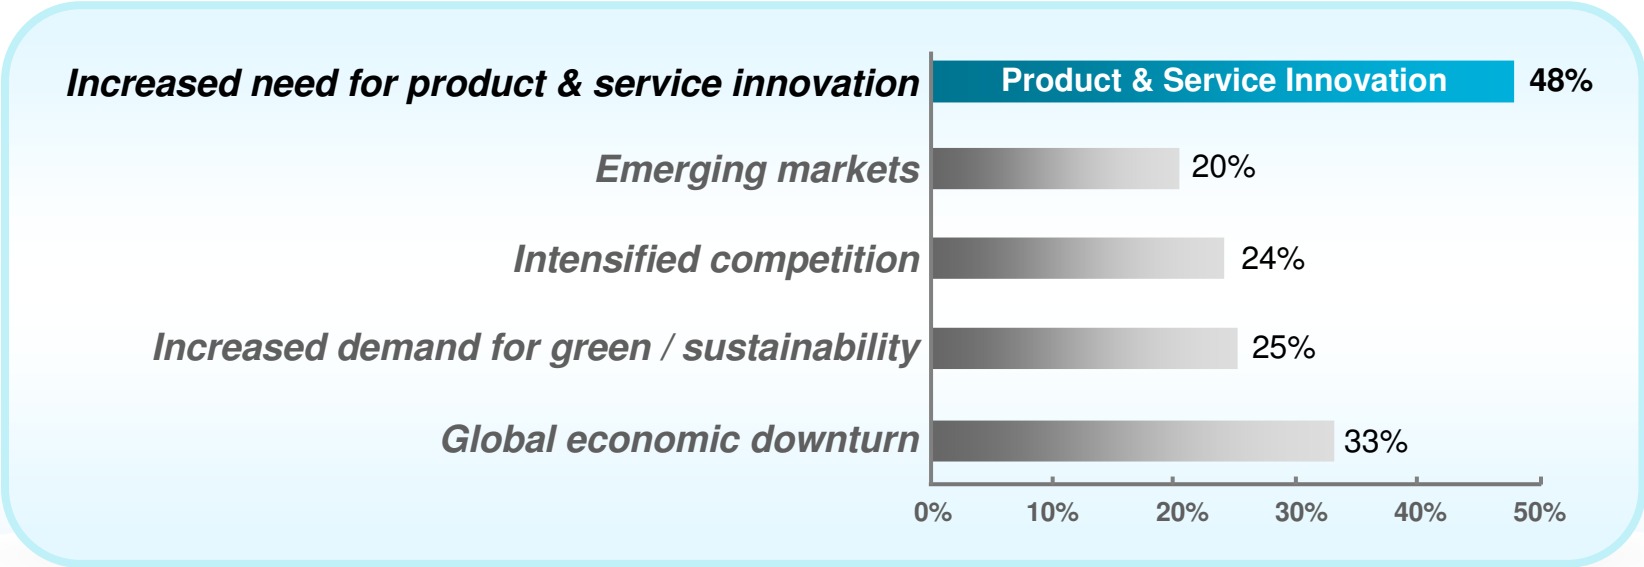 Increased need for product & service innovation
Product & Service Innovation
48%
Emerging markets
20%
Intensified competition
24%
Increased demand for green / sustainability
25%
Global economic downturn
33%
0% 10% 20% 30% 40% 50%